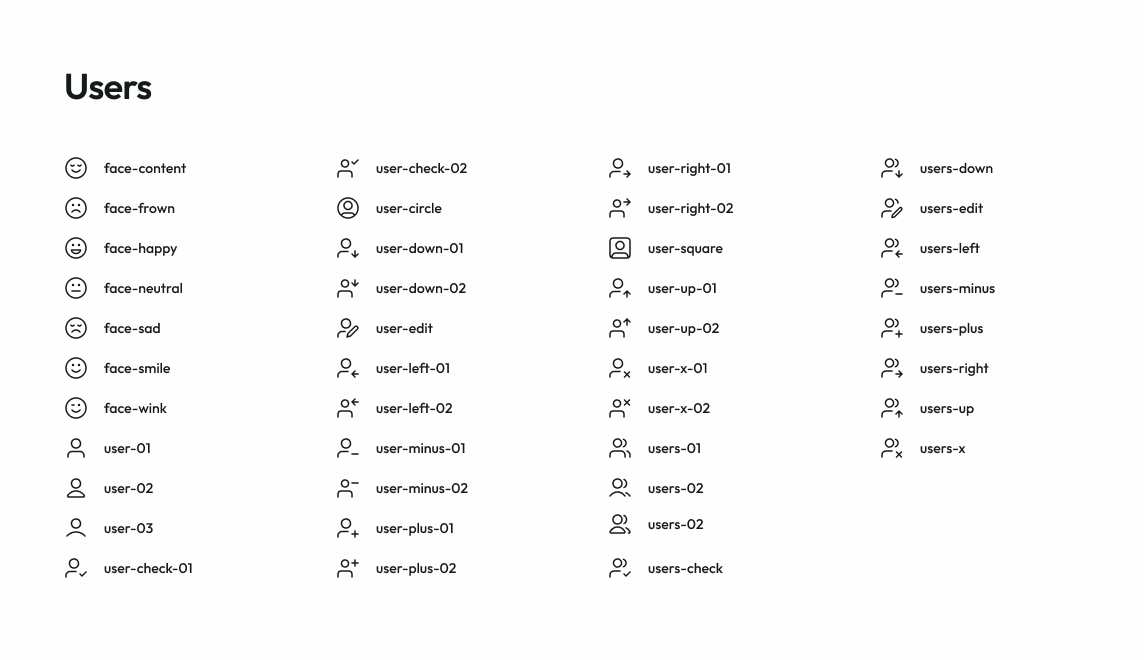 Users
face-content
face-frown
face-happy
face-neutral
face-sad
face-smile
face-wink
user-01
user-02
user-03
user-check-01
user-check-02
user-circle
user-down-01
user-down-02
user-edit
user-left-01
user-left-02
user-minus-01
user-minus-02
user-plus-01
user-plus-02
user-right-01
user-right-02
user-square
user-up-01
user-up-02
user-x-01
user-x-02
users-01
users-02
users-02
users-check
users-down
users-edit
users-left
users-minus
users-plus
users-right
users-up
users-x